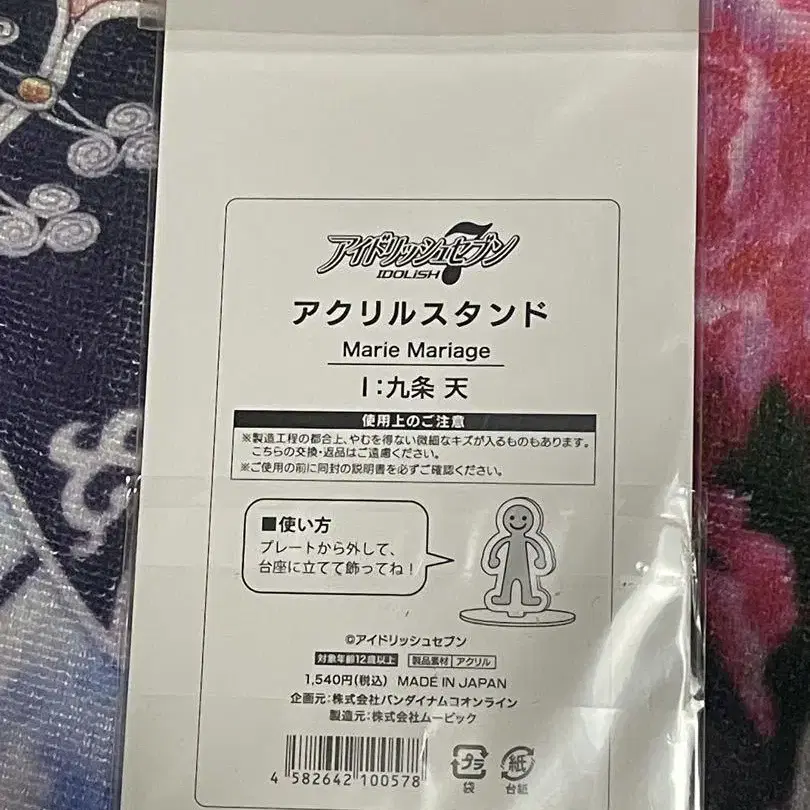 アイドリッシュセブン
7
IDOLISH
アクリルスタンド
Marie Mariage
I:九条 天
使用上のご注意
※製造工程の都合上、やむを得ない微細なキズが入るものもあります。
こちらの交換・返品はご遠慮ください。
※ご使用の前に同封の説明書を必ずご確認ください。
■使い方
プレートから外して、
台座に立てて飾ってね!
©アイドリッシュセブン
対象年齢12歳以上 製品素材 アクリル
1,540円(税込) MADE IN JAPAN
企画元:株式会社バンダイナムコオンライン
製造元:株式会社ムービック
4 582642 100578
プラ 紙
袋 台紙